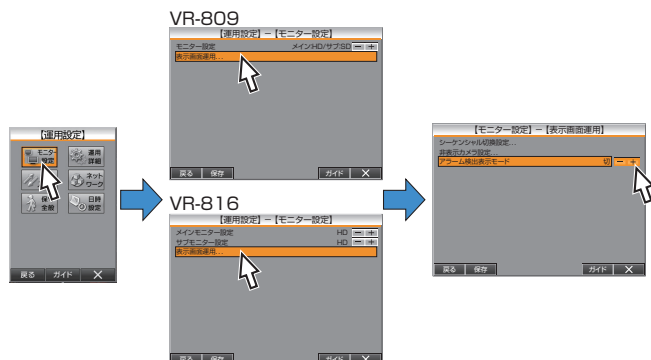 VR-809
【運用設定】－【モニター設定】
モニター設定 メイン:HD/サブ:SD － ＋
表示画面運用...
戻る 保存 ガイド ×
【運用設定】
モニター設定 運用詳細
ネットワーク
保 全般 日時設定
戻る ガイド ×
VR-816
【運用設定】－【モニター設定】
メインモニター設定 HD － ＋
サブモニター設定 HD － ＋
表示画面運用...
戻る 保存 ガイド ×
【モニター設定】－【表示画面運用】
シーケンシャル切換設定...
非表示カメラ設定...
アラーム検出表示モード 切 － ＋
戻る 保存 ガイド ×